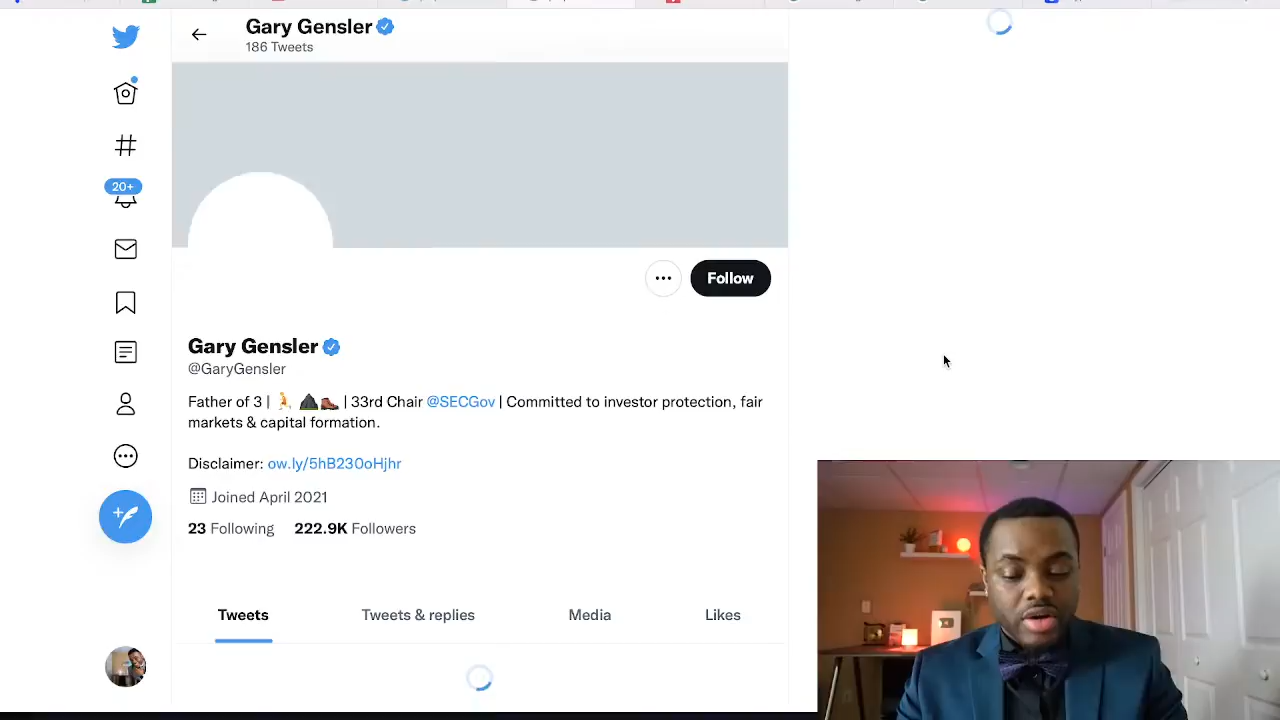 Gary Gensler
186 Tweets
20+
Follow
Gary Gensler
@GaryGensler
Father of 3 | | 33rd Chair @SECGov | Committed to investor protection, fair
markets & capital formation.
Disclaimer: ow.ly/5hB230oHjhr
Joined April 2021
23 Following 222.9K Followers
Tweets Tweets & replies Media Likes